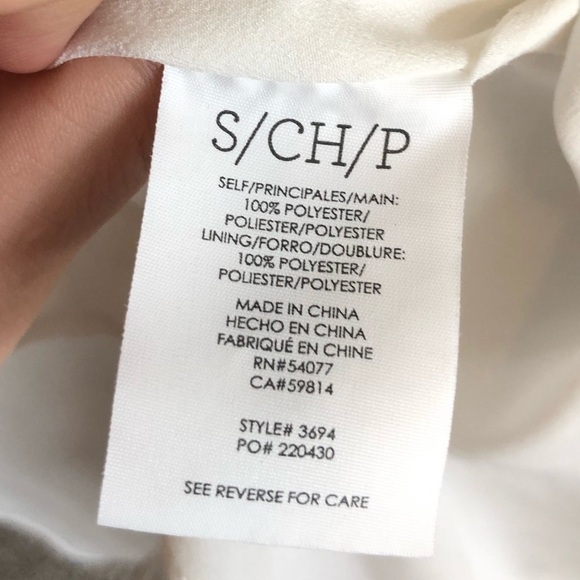 S/CH/P
SELF/PRINCIPALES/MAIN:
100% POLYESTER/
POLIESTER/POLYESTER
LINING/FORRO/DOUBLURE:
100% POLYESTER/
POLIESTER/POLYESTER
MADE IN CHINA
HECHO EN CHINA
FABRIQUÉ EN CHINE
RN#54077
CA#59814
STYLE# 3694
PO# 220430
SEE REVERSE FOR CARE